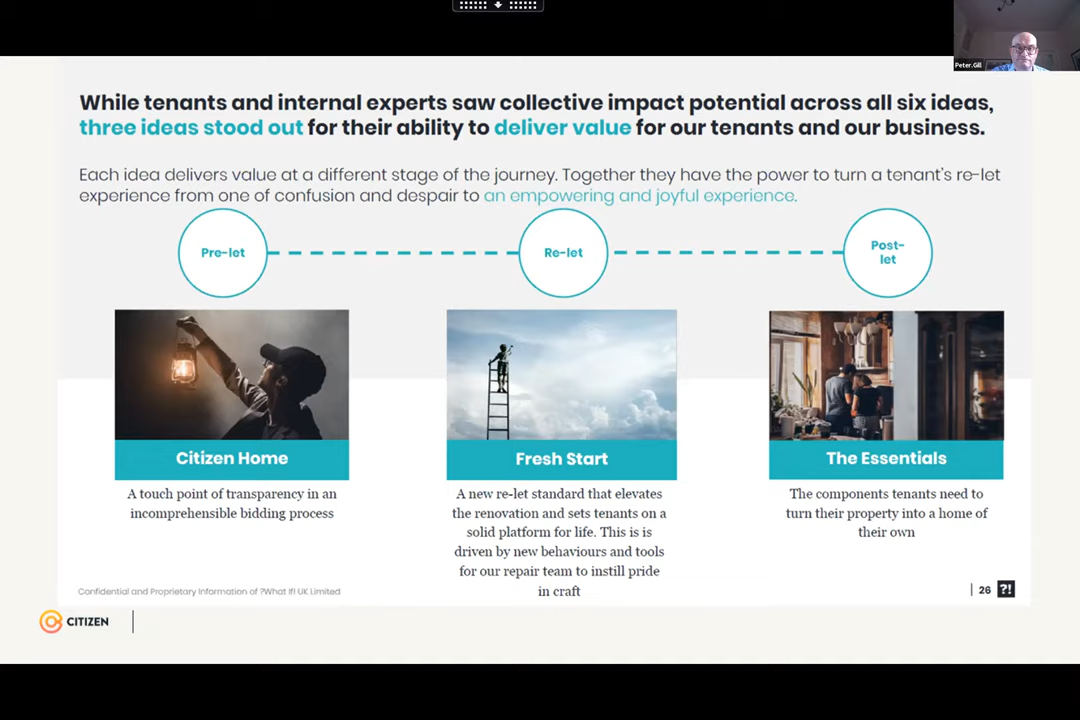 Peter.Gill
While tenants and internal experts saw collective impact potential across all six ideas,
three ideas stood out for their ability to deliver value for our tenants and our business.
Each idea delivers value at a different stage of the journey. Together they have the power to turn a tenant's re-let
experience from one of confusion and despair to an empowering and joyful experience.
Pre-let
Re-let
Post-
let
Citizen Home
A touch point of transparency in an
incomprehensible bidding process
Fresh Start
A new re-let standard that elevates
the renovation and sets tenants on a
solid platform for life. This is is
driven by new behaviours and tools
for our repair team to instill pride
in craft
The Essentials
The components tenants need to
turn their property into a home of
their own
Confidential and Proprietary Information of ?What If! UK Limited
| 26 ?!
CITIZEN